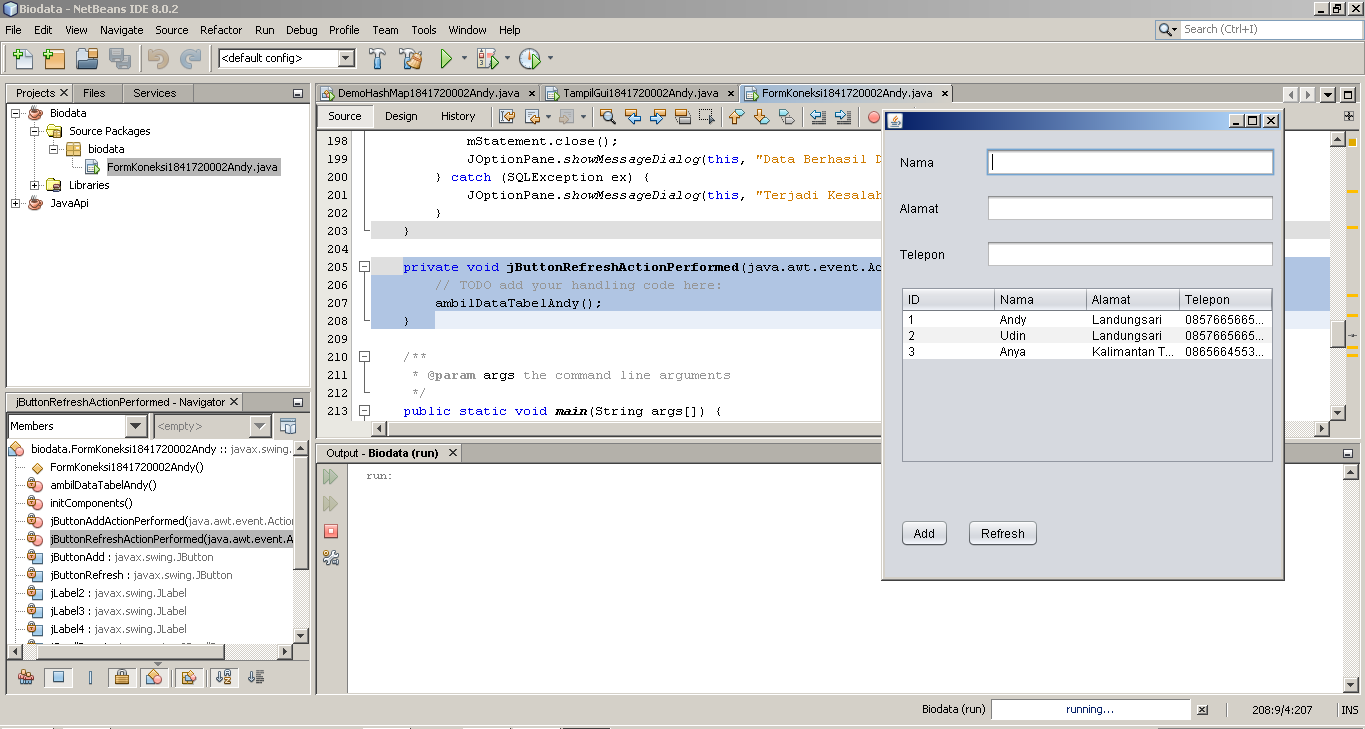 Biodata - NetBeans IDE 8.0.2
File Edit View Navigate Source Refactor Run Debug Profile Team Tools Window Help
Search (Ctrl+I)
<default config>
Projects Files Services
Biodata
Source Packages
biodata
FormKoneksi1841720002Andy.java
Libraries
JavaApi
DemoHashMap1841720002Andy.java TampilGui1841720002Andy.java FormKoneksi1841720002Andy.java
Source Design History
198 mStatement.close();
199 JOptionPane.showMessageDialog(this, "Data Berhasil D
200 } catch (SQLException ex) {
201 JOptionPane.showMessageDialog(this, "Terjadi Kesalah
202 }
203 }
204
205 private void jButtonRefreshActionPerformed(java.awt.event.Ac
206 // TODO add your handling code here:
207 ambilDataTabelAndy();
208 }
209
210 /**
211 * @param args the command line arguments
212 */
213 public static void main(String args[]) {
Nama
Alamat
Telepon
ID Nama Alamat Telepon
1 Andy Landungsari 0857665665...
2 Udin Landungsari 0857665665...
3 Anya Kalimantan T... 0865664553...
Add Refresh
jButtonRefreshActionPerformed - Navigator
Members <empty>
biodata.FormKoneksi1841720002Andy :: javax.swing.
FormKoneksi1841720002Andy()
ambilDataTabelAndy()
initComponents()
jButtonAddActionPerformed(java.awt.event.Action
jButtonRefreshActionPerformed(java.awt.event.A
jButtonAdd : javax.swing.JButton
jButtonRefresh : javax.swing.JButton
jLabel2 : javax.swing.JLabel
jLabel3 : javax.swing.JLabel
jLabel4 : javax.swing.JLabel
Output - Biodata (run)
run:
Biodata (run) running... 208:9/4:207 INS